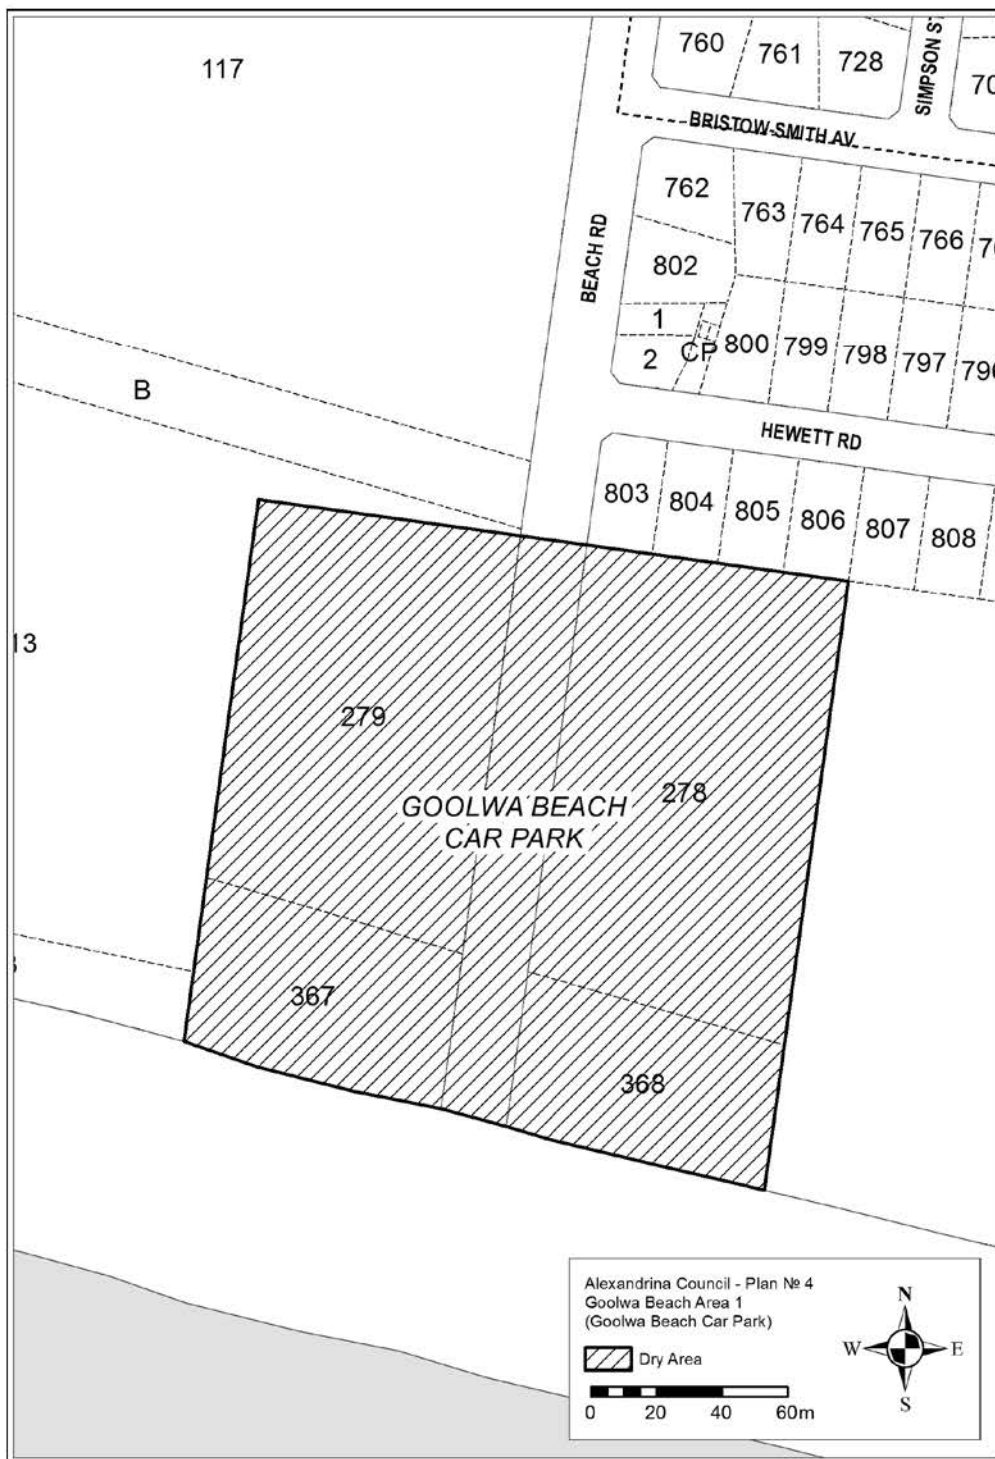 117
760
761
728
SIMPSON ST
BRISTOW-SMITH AV
762
763
764
765
766
BEACH RD
802
1
2
CP
800
799
798
797
B
HEWETT RD
803
804
805
806
807
808
13
279
278
GOOLWA BEACH
CAR PARK
367
368
Alexandrina Council - Plan № 4
Goolwa Beach Area 1
(Goolwa Beach Car Park)
Dry Area
0 20 40 60m
N
W E
S